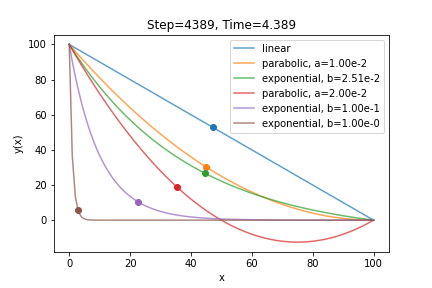 Step=4389, Time=4.389
100
80
60
40
20
0
y(x)
linear
parabolic, a=1.00e-2
exponential, b=2.51e-2
parabolic, a=2.00e-2
exponential, b=1.00e-1
exponential, b=1.00e-0
0 20 40 60 80 100
x